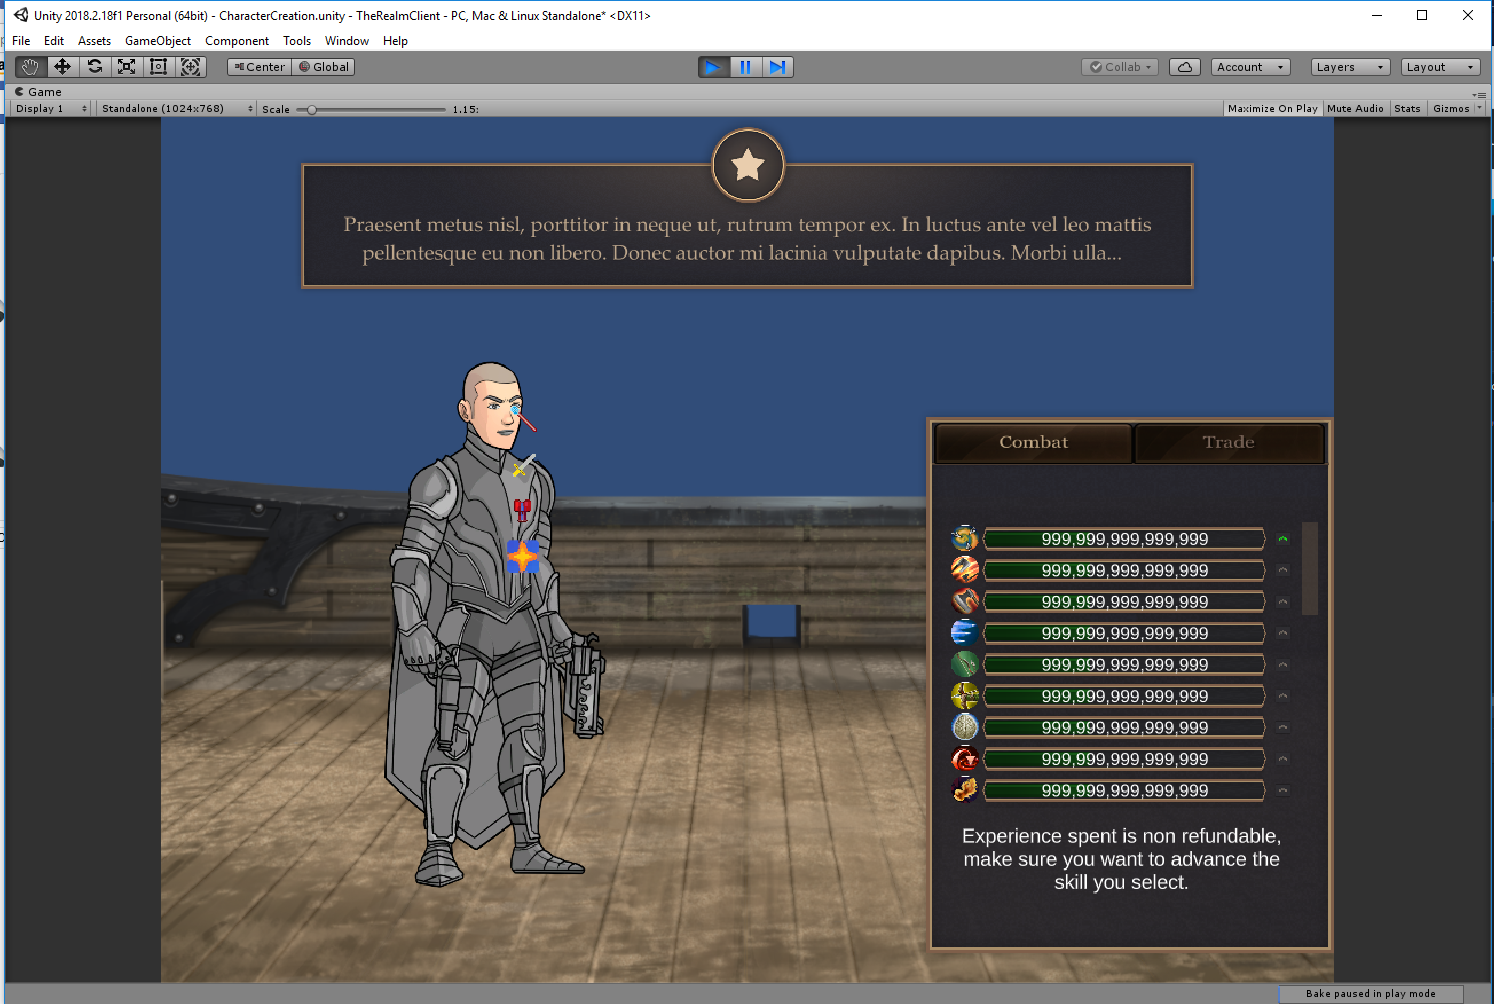 Unity 2018.2.18f1 Personal (64bit) - CharacterCreation.unity - TheRealmClient - PC, Mac & Linux Standalone* <DX11>
File Edit Assets GameObject Component Tools Window Help
Center Global Collab Account Layers Layout
Game
Display 1 Standalone (1024x768) Scale 1.15: Maximize On Play Mute Audio Stats Gizmos
Praesent metus nisl, porttitor in neque ut, rutrum tempor ex. In luctus ante vel leo mattis
pellentesque eu non libero. Donec auctor mi lacinia vulputate dapibus. Morbi ulla...
Combat Trade
999,999,999,999,999
999,999,999,999,999
999,999,999,999,999
999,999,999,999,999
999,999,999,999,999
999,999,999,999,999
999,999,999,999,999
999,999,999,999,999
999,999,999,999,999
Experience spent is non refundable,
make sure you want to advance the
skill you select.
Bake paused in play mode